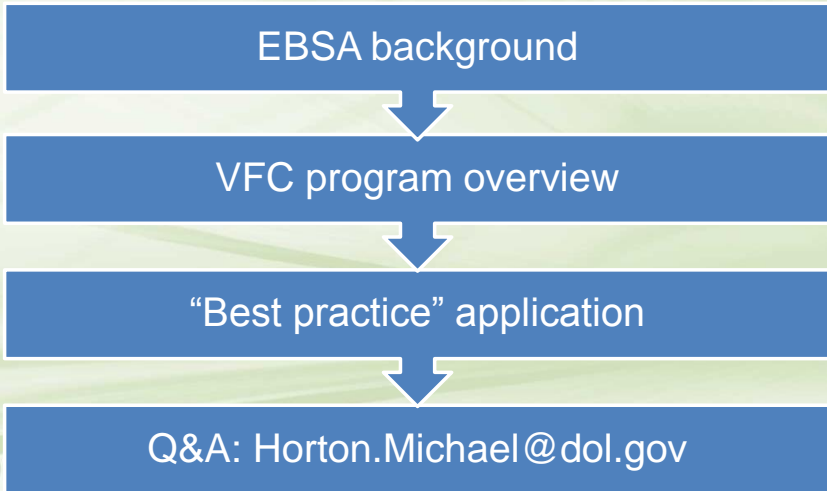 EBSA background
VFC program overview
“Best practice” application
Q&A: Horton.Michael@dol.gov